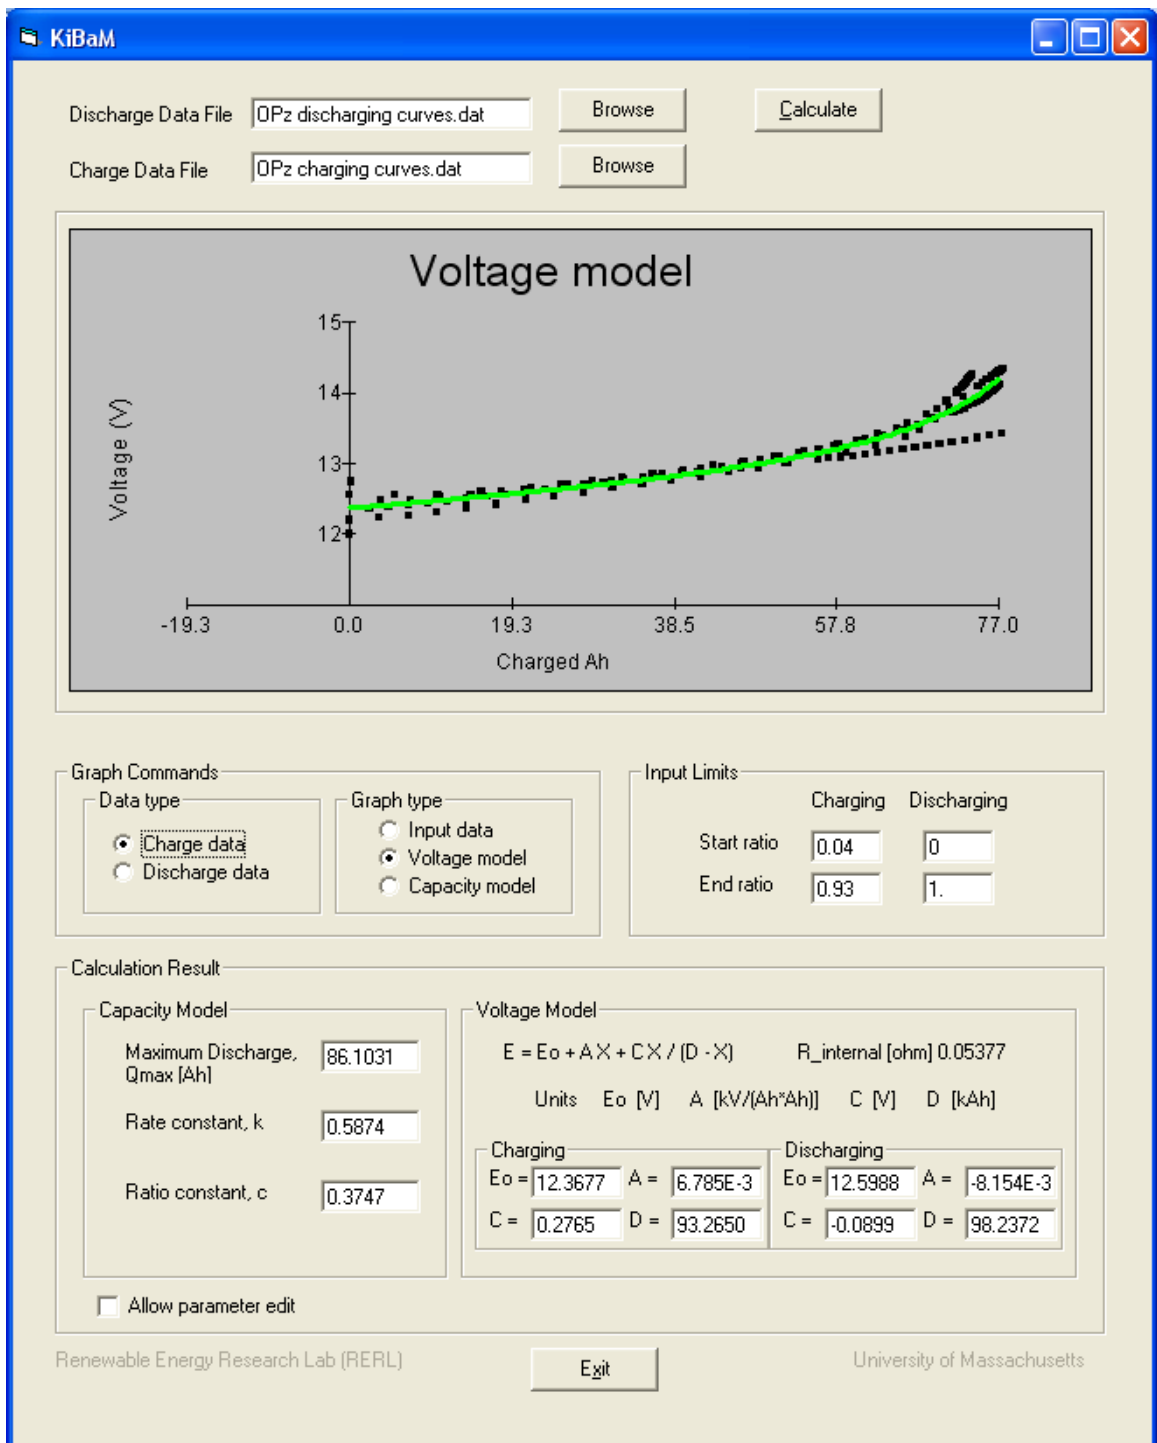 KiBaM
Discharge Data File OPz discharging curves.dat Browse Calculate
Charge Data File OPz charging curves.dat Browse
Voltage model
15
14
13
12
Voltage (V)
-19.3 0.0 19.3 38.5 57.8 77.0
Charged Ah
Graph Commands
Data type
Charge data
Discharge data
Graph type
Input data
Voltage model
Capacity model
Input Limits
Charging Discharging
Start ratio 0.04 0
End ratio 0.93 1.
Calculation Result
Capacity Model
Maximum Discharge,
Qmax [Ah] 86.1031
Rate constant, k 0.5874
Ratio constant, c 0.3747
Voltage Model
E = Eo + A X + C X / (D - X) R_internal [ohm] 0.05377
Units Eo [V] A [kV/(Ah*Ah)] C [V] D [kAh]
Charging
Eo = 12.3677 A = 6.785E-3
C = 0.2765 D = 93.2650
Discharging
Eo = 12.5988 A = -8.154E-3
C = -0.0899 D = 98.2372
Allow parameter edit
Renewable Energy Research Lab (RERL) Exit University of Massachusetts